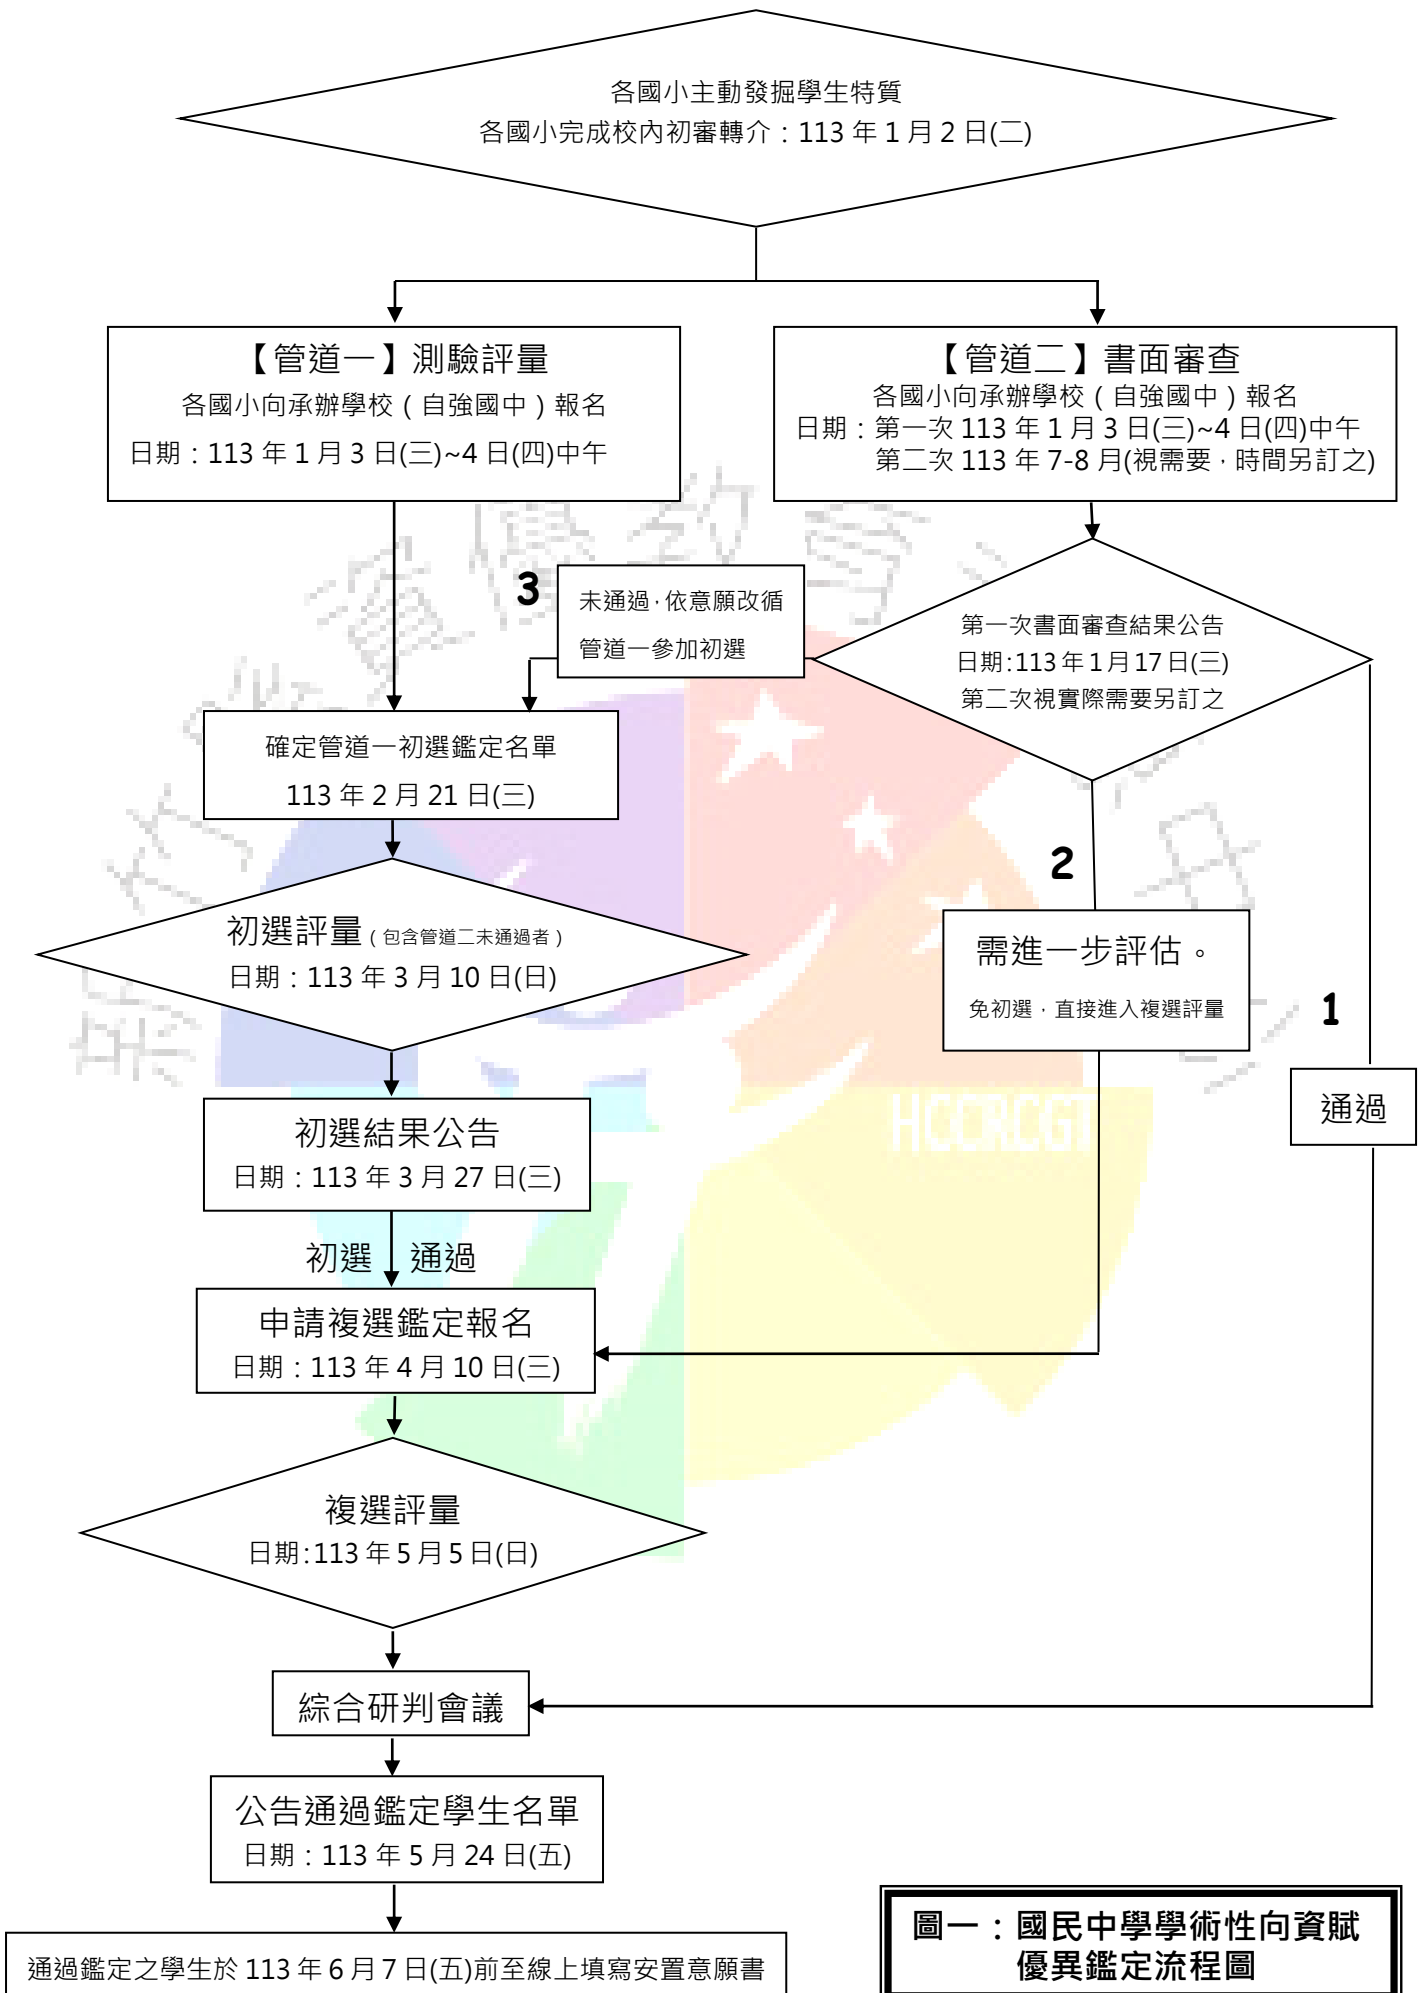 各國小主動發掘學生特質
各國小完成校內初審轉介：113 年 1 月 2 日(二)
【管道一】測驗評量
各國小向承辦學校（自強國中）報名
日期：113 年 1 月 3 日(三)~4 日(四)中午
【管道二】書面審查
各國小向承辦學校（自強國中）報名
日期：第一次 113 年 1 月 3 日(三)~4 日(四)中午
第二次 113 年 7-8 月(視需要，時間另訂之)
3
未通過，依意願改循
管道一參加初選
第一次書面審查結果公告
日期：113 年 1 月 17 日(三)
第二次視實際需要另訂之
確定管道一初選鑑定名單
113 年 2 月 21 日(三)
2
初選評量（包含管道二未通過者）
日期：113 年 3 月 10 日(日)
需進一步評估。
免初選，直接進入複選評量
1
通過
初選結果公告
日期：113 年 3 月 27 日(三)
HCCRCGT
初選 通過
申請複選鑑定報名
日期：113 年 4 月 10 日(三)
複選評量
日期：113 年 5 月 5 日(日)
綜合研判會議
公告通過鑑定學生名單
日期：113 年 5 月 24 日(五)
通過鑑定之學生於 113 年 6 月 7 日(五)前至線上填寫安置意願書
圖一：國民中學學術性向資賦
優異鑑定流程圖